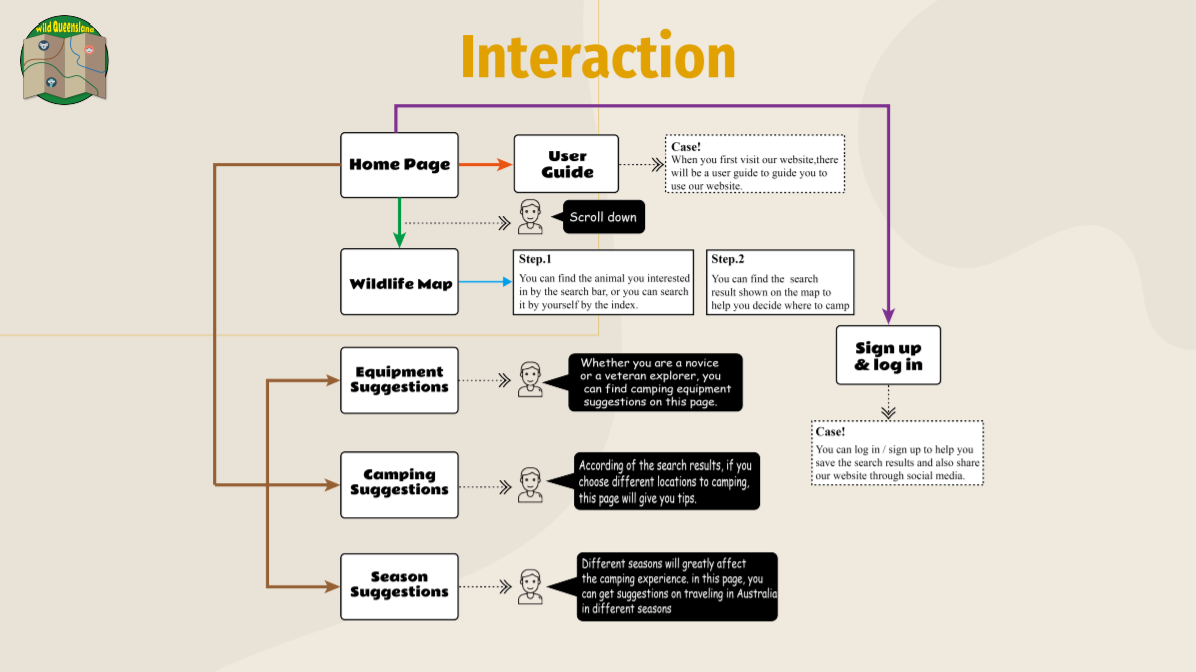 Wild Queensland
Interaction
Home Page
User
Guide
Case!
When you first visit our website,there
will be a user guide to guide you to
use our website.
Scroll down
Wildlife Map
Step.1
You can find the animal you interested
in by the search bar, or you can search
it by yourself by the index.
Step.2
You can find the search
result shown on the map to
help you decide where to camp
Sign up
& log in
Equipment
Suggestions
Whether you are a novice
or a veteran explorer, you
can find camping equipment
suggestions on this page.
Case!
You can log in / sign up to help you
save the search results and also share
our website through social media.
Camping
Suggestions
According of the search results, if you
choose different locations to camping,
this page will give you tips.
Season
Suggestions
Different seasons will greatly affect
the camping experience. in this page, you
can get suggestions on traveling in Australia
in different seasons